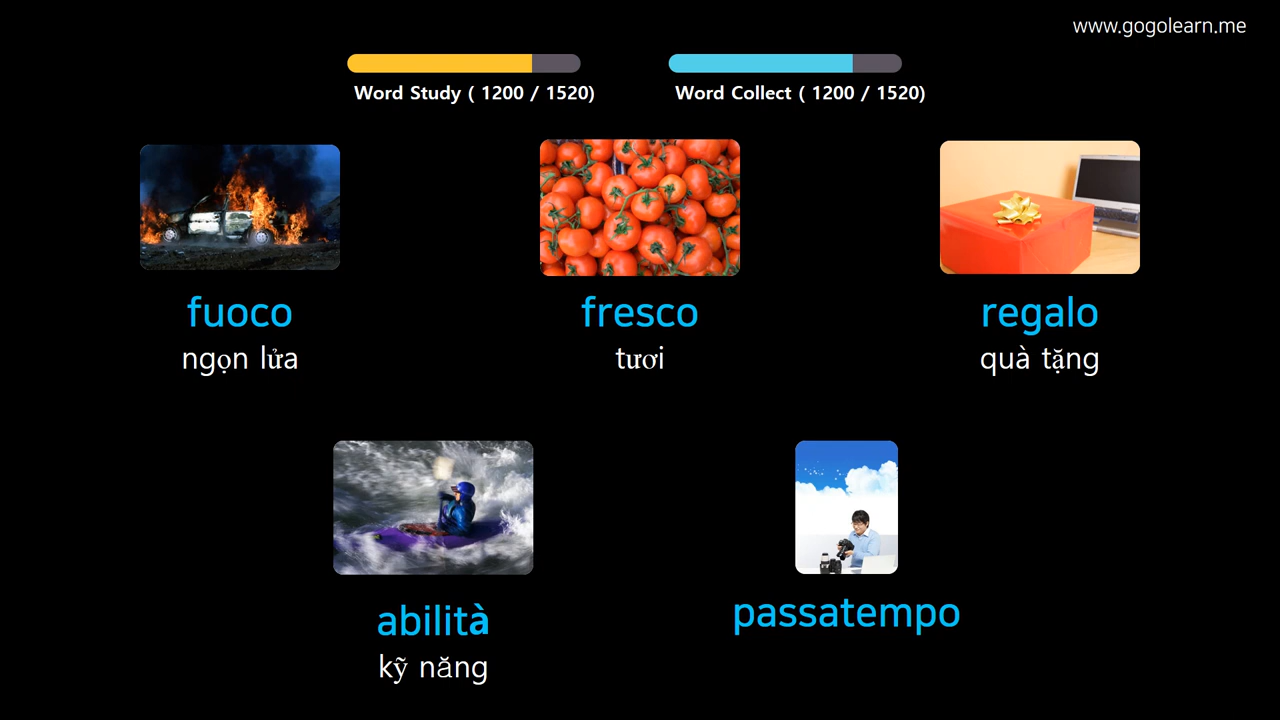 www.gogolearn.me
Word Study ( 1200 / 1520)
Word Collect ( 1200 / 1520)
fuoco
ngọn lửa
fresco
tươi
regalo
quà tặng
abilità
kỹ năng
passatempo